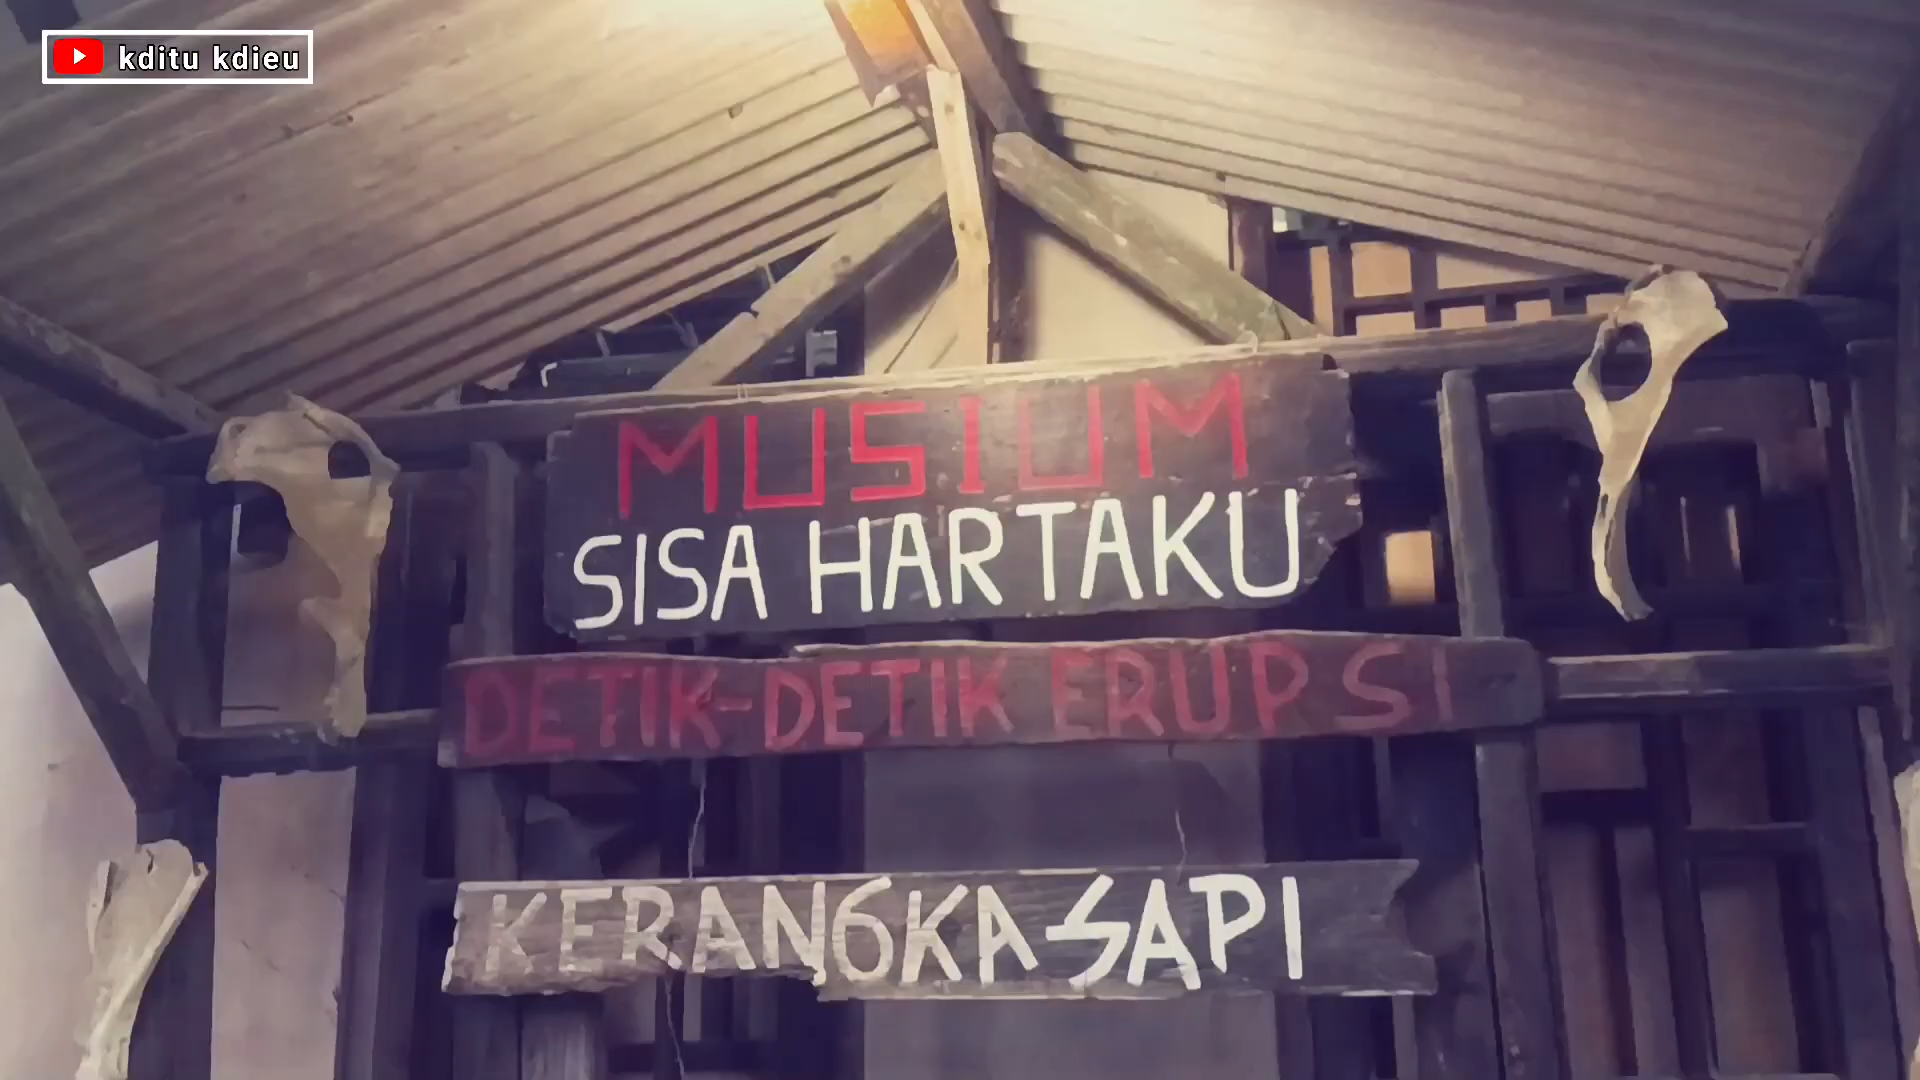 kditu kdieu
MUSIUM
SISA HARTAKU
DETIK-DETIK ERUPSI
KERANGKA SAPI